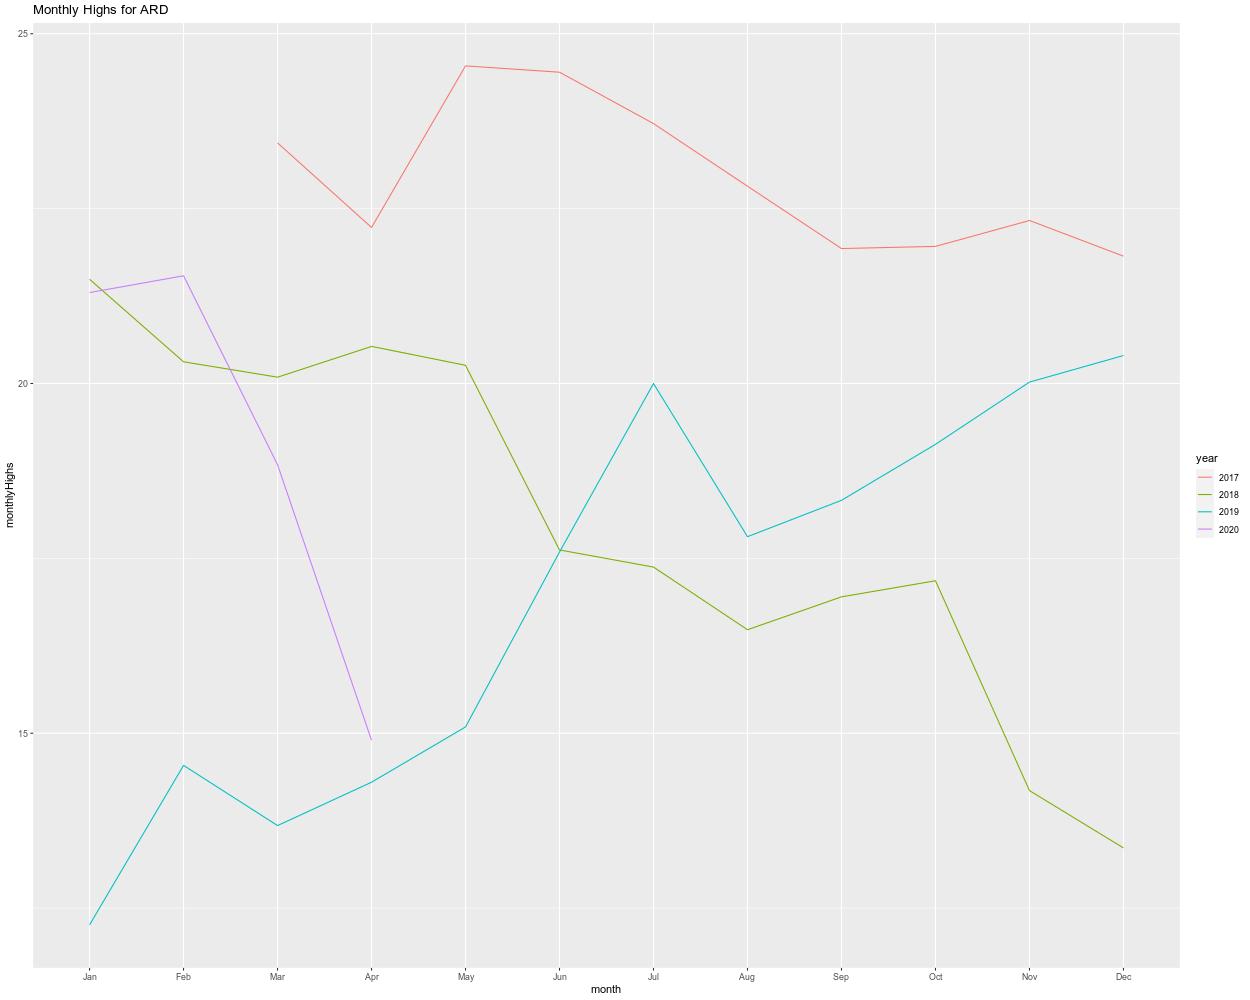 Monthly Highs for ARD
25
20
15
monthlyHighs
Jan Feb Mar Apr May Jun Jul Aug Sep Oct Nov Dec
month
year
2017
2018
2019
2020